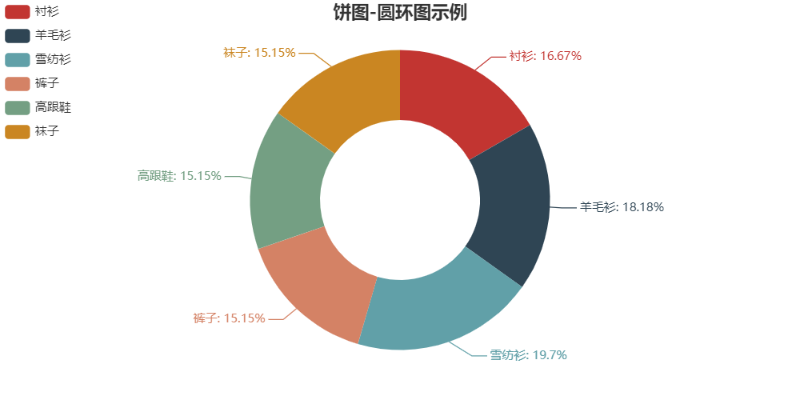 饼图-圆环图示例
衬衫
羊毛衫
雪纺衫
裤子
高跟鞋
袜子
袜子: 15.15%
衬衫: 16.67%
高跟鞋: 15.15%
羊毛衫: 18.18%
裤子: 15.15%
雪纺衫: 19.7%